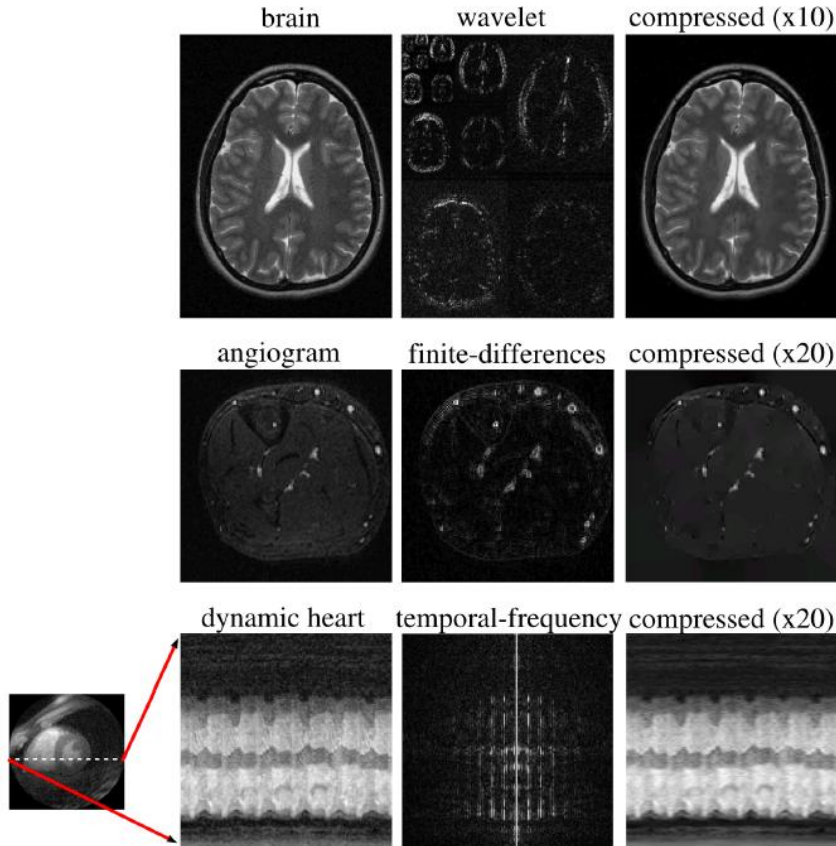 brain wavelet compressed (x10)
angiogram finite-differences compressed (x20)
dynamic heart temporal-frequency compressed (x20)